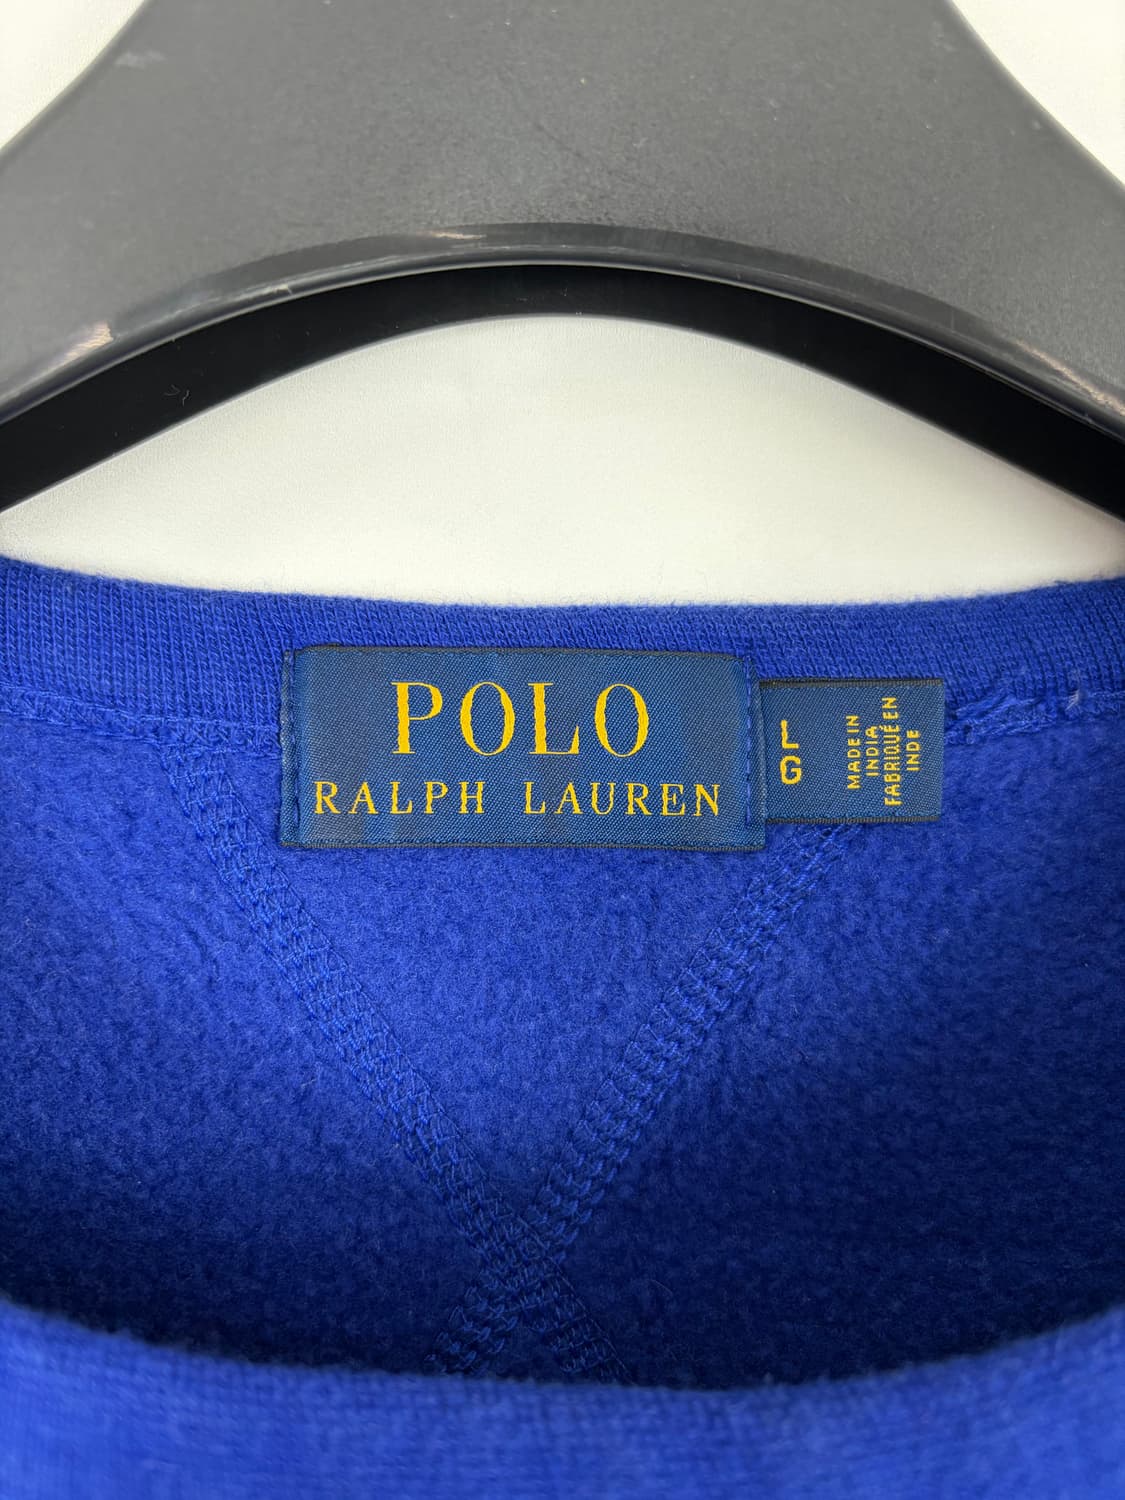 POLO
RALPH LAUREN
L
G
MADE IN
INDIA
FABRIQUÉ EN
INDE